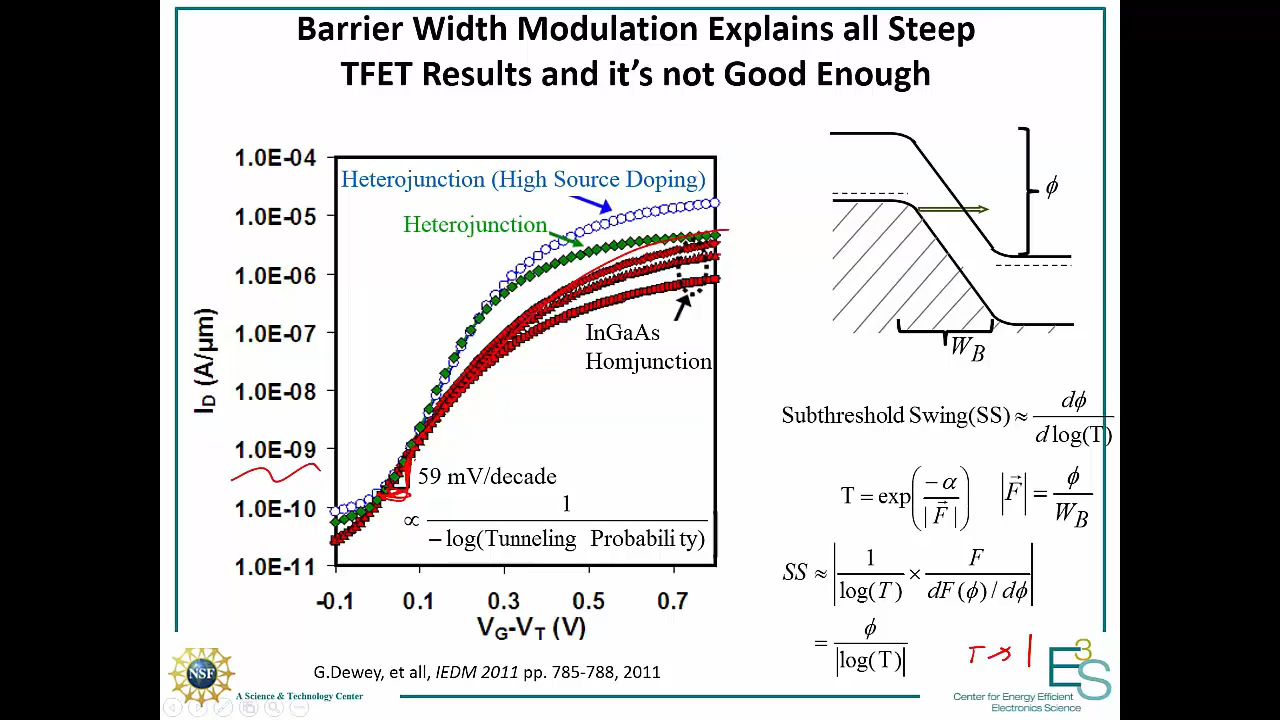 Barrier Width Modulation Explains all Steep
TFET Results and it's not Good Enough
1.0E-04
1.0E-05
1.0E-06
1.0E-07
1.0E-08
1.0E-09
1.0E-10
1.0E-11
I_D (A/µm)
-0.1 0.1 0.3 0.5 0.7
V_G-V_T (V)
Heterojunction (High Source Doping)
Heterojunction
InGaAs
Homjunction
59 mV/decade
∝ 1 / −log(Tunneling Probability)
ϕ
W_B
Subthreshold Swing(SS) ≈ dϕ / d log(T)
T = exp(−α / |F⃗|) |F⃗| = ϕ / W_B
SS ≈ |1 / log(T) × F / dF(ϕ)/dϕ|
= ϕ / |log(T)|
T → 1
G.Dewey, et all, IEDM 2011 pp. 785-788, 2011
NSF
A Science & Technology Center
E3S
Center for Energy Efficient
Electronics Science